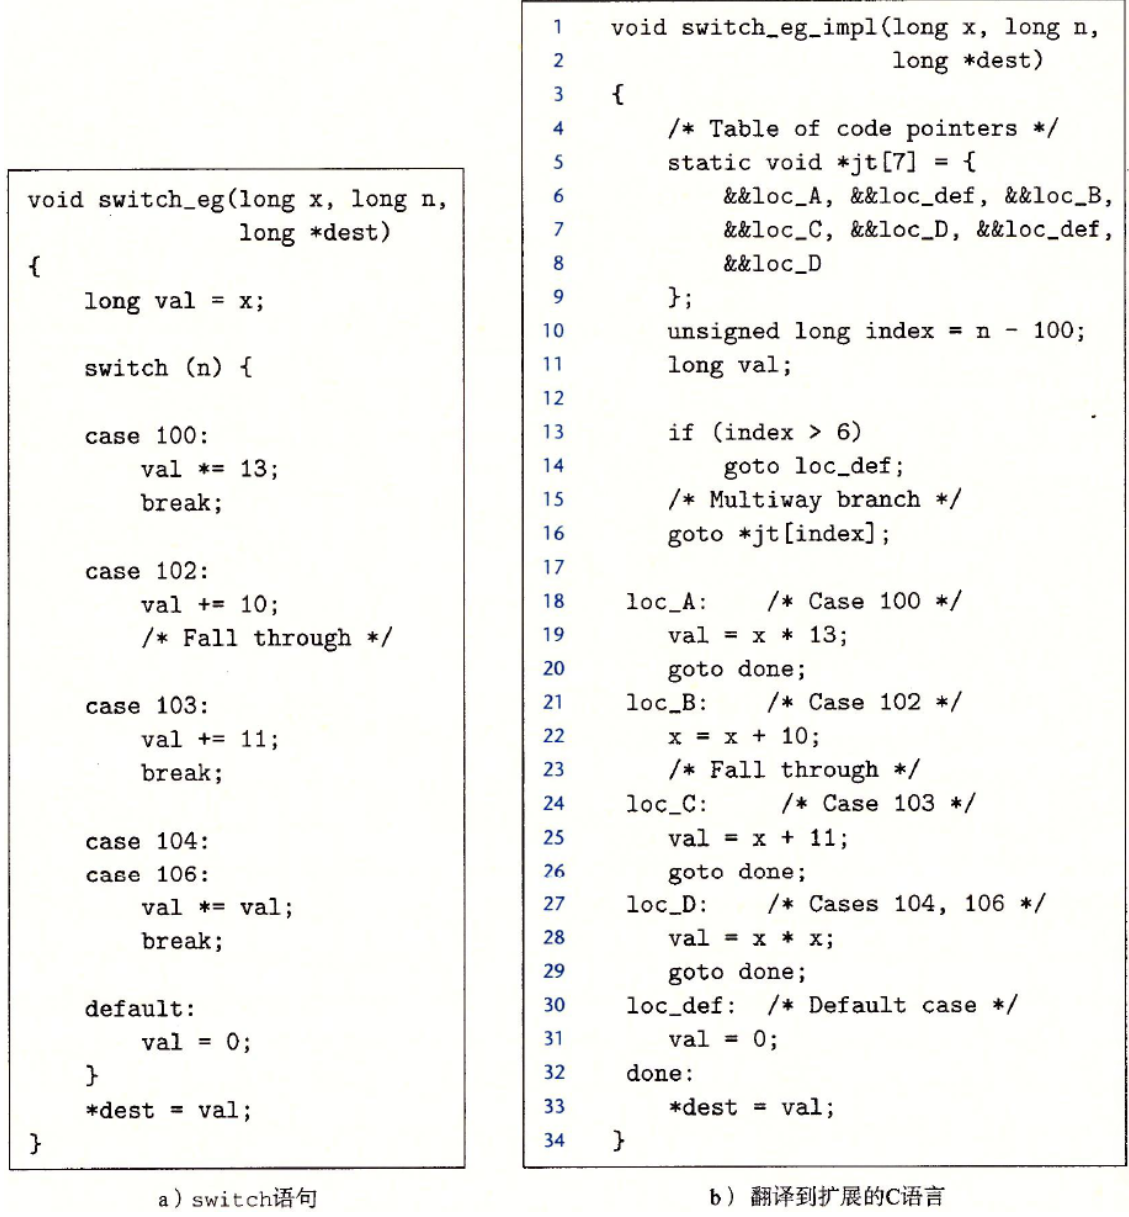 void switch_eg(long x, long n,
               long *dest)
{
    long val = x;

    switch (n) {

    case 100:
        val *= 13;
        break;

    case 102:
        val += 10;
        /* Fall through */

    case 103:
        val += 11;
        break;

    case 104:
    case 106:
        val *= val;
        break;

    default:
        val = 0;
    }
    *dest = val;
}
a）switch语句
1    void switch_eg_impl(long x, long n,
2                        long *dest)
3    {
4        /* Table of code pointers */
5        static void *jt[7] = {
6            &&loc_A, &&loc_def, &&loc_B,
7            &&loc_C, &&loc_D, &&loc_def,
8            &&loc_D
9        };
10       unsigned long index = n - 100;
11       long val;
12
13       if (index > 6)
14           goto loc_def;
15       /* Multiway branch */
16       goto *jt[index];
17
18    loc_A:    /* Case 100 */
19       val = x * 13;
20       goto done;
21    loc_B:    /* Case 102 */
22       x = x + 10;
23       /* Fall through */
24    loc_C:    /* Case 103 */
25       val = x + 11;
26       goto done;
27    loc_D:    /* Cases 104, 106 */
28       val = x * x;
29       goto done;
30    loc_def:  /* Default case */
31       val = 0;
32    done:
33       *dest = val;
34   }
b）翻译到扩展的C语言